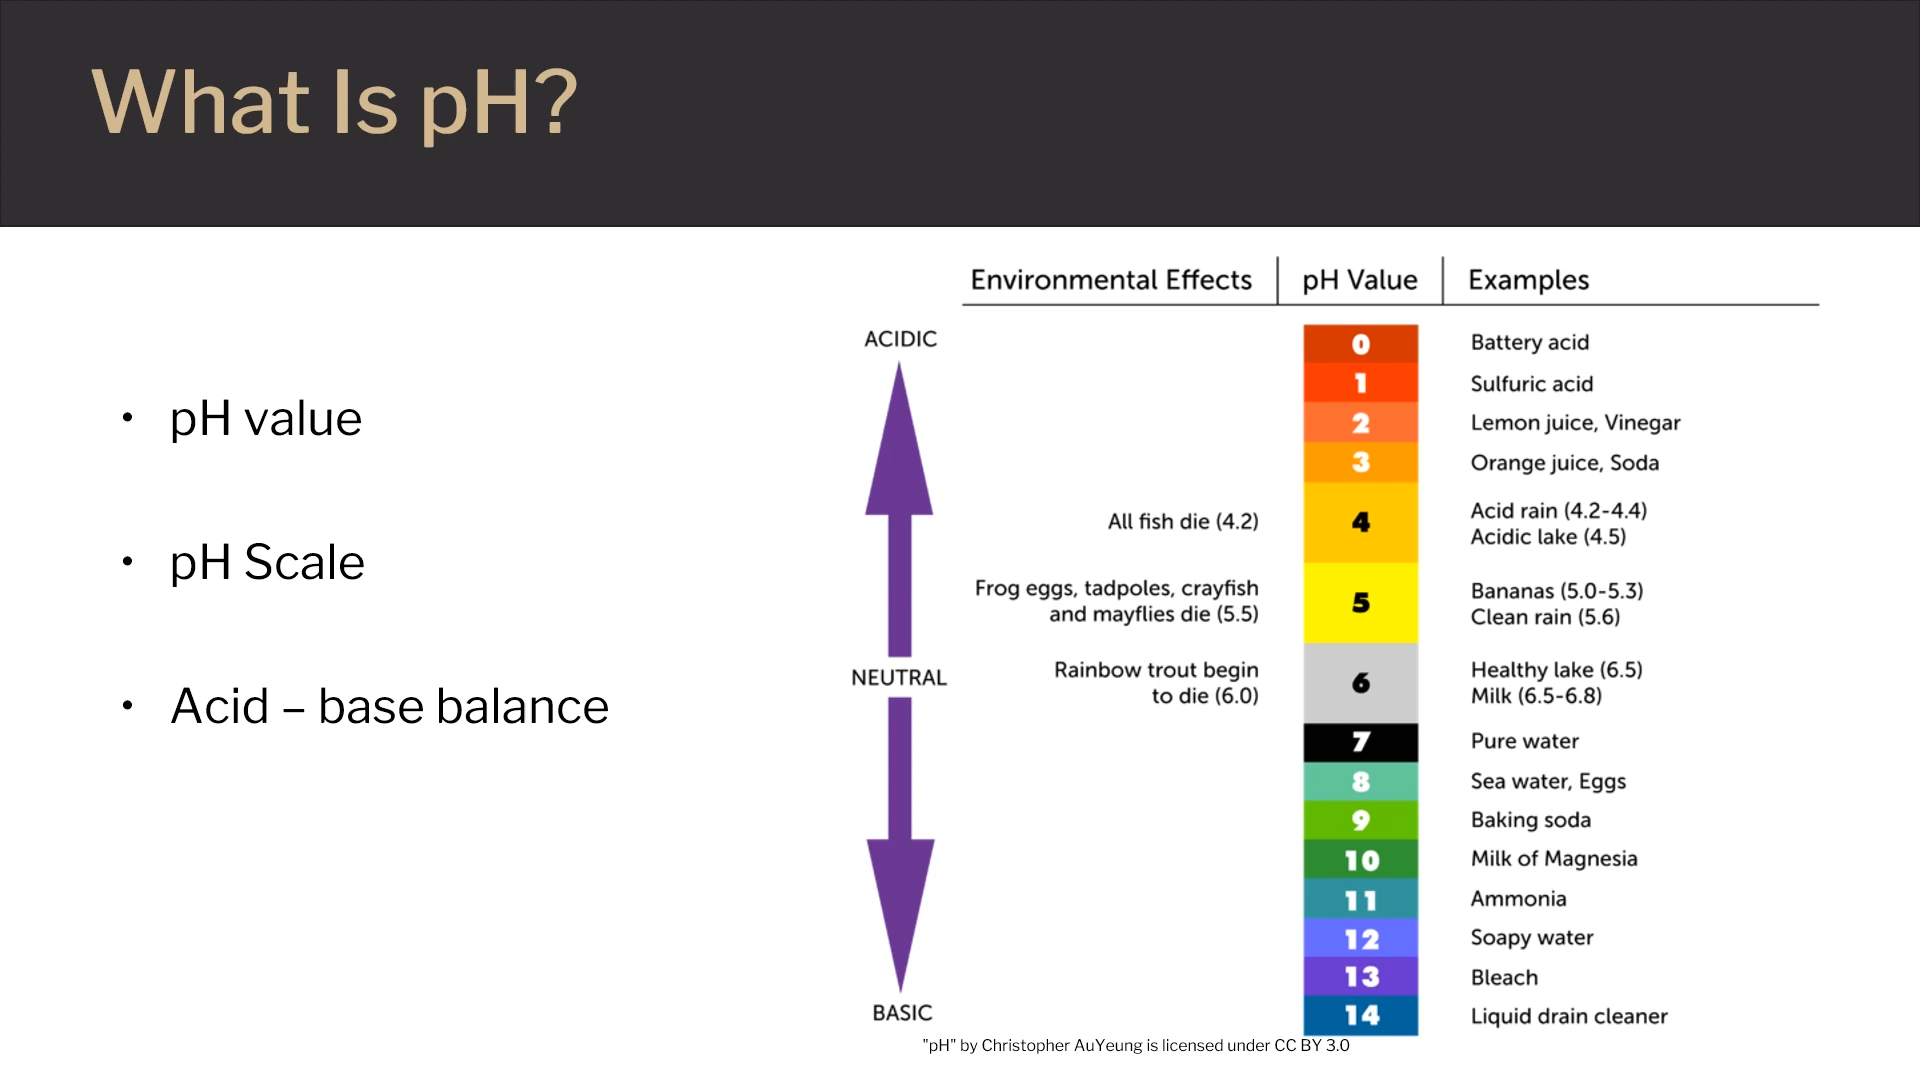 What Is pH?
• pH value
• pH Scale
• Acid – base balance
Environmental Effects | pH Value | Examples
ACIDIC
NEUTRAL
BASIC
0 Battery acid
1 Sulfuric acid
2 Lemon juice, Vinegar
3 Orange juice, Soda
All fish die (4.2) 4 Acid rain (4.2-4.4)
Acidic lake (4.5)
Frog eggs, tadpoles, crayfish
and mayflies die (5.5) 5 Bananas (5.0-5.3)
Clean rain (5.6)
Rainbow trout begin
to die (6.0) 6 Healthy lake (6.5)
Milk (6.5-6.8)
7 Pure water
8 Sea water, Eggs
9 Baking soda
10 Milk of Magnesia
11 Ammonia
12 Soapy water
13 Bleach
14 Liquid drain cleaner
"pH" by Christopher AuYeung is licensed under CC BY 3.0